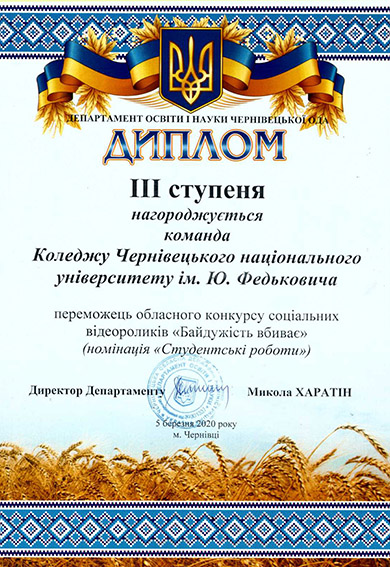 ДЕПАРТАМЕНТ ОСВІТИ І НАУКИ ЧЕРНІВЕЦЬКОЇ ОДА
ДИПЛОМ
ІІІ ступеня
нагороджується
команда
Коледжу Чернівецького національного
університету ім. Ю. Федьковича
переможець обласного конкурсу соціальних
відеороликів «Байдужість вбиває»
(номінація «Студентські роботи»)
Директор Департаменту Микола ХАРАТІН
5 березня 2020 року
м. Чернівці